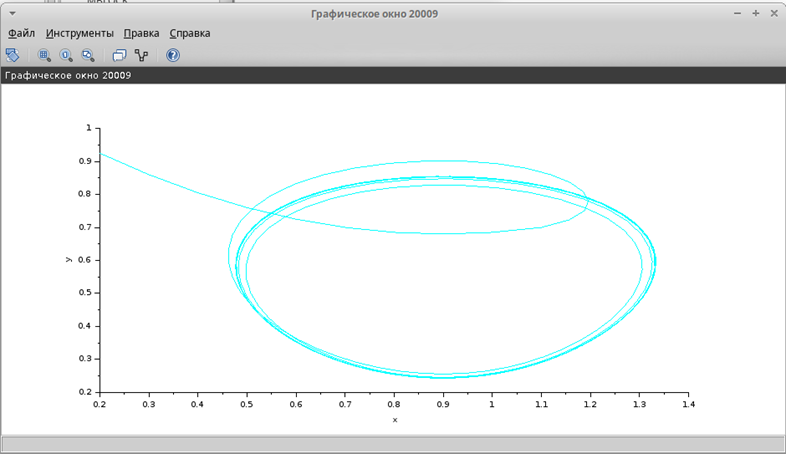 Графическое окно 20009
Файл Инструменты Правка Справка
Графическое окно 20009
1
0.9
0.8
0.7
y
0.6
0.5
0.4
0.3
0.2
0.2 0.3 0.4 0.5 0.6 0.7 0.8 0.9 1 1.1 1.2 1.3 1.4
x